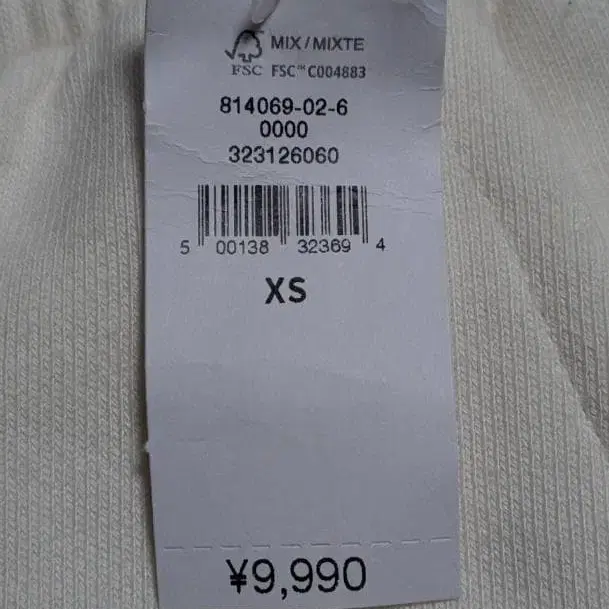 MIX/MIXTE
FSC FSC™ C004883
814069-02-6
0000
323126060
5 00138 32369 4
XS
¥9,990